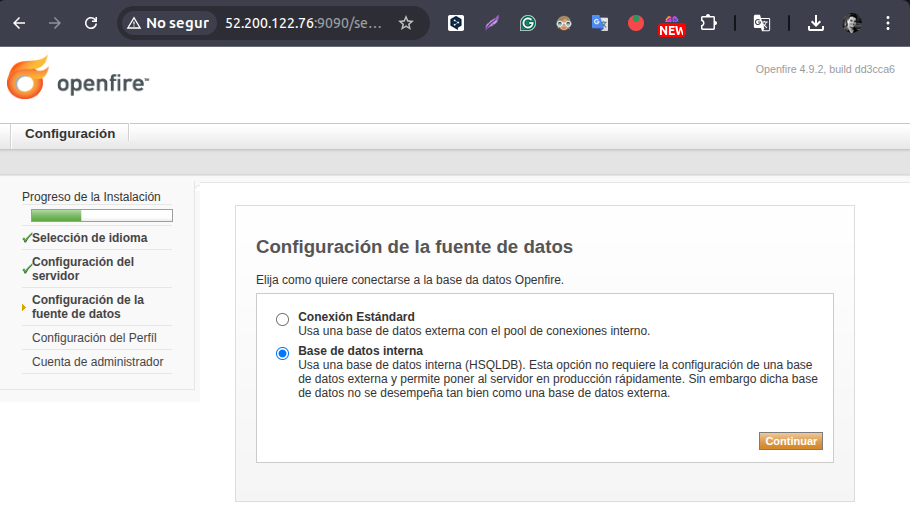 No segur
52.200.122.76:9090/se...
NEW
openfire™
Openfire 4.9.2, build dd3cca6
Configuración
Progreso de la Instalación
Selección de idioma
Configuración del
servidor
Configuración de la
fuente de datos
Configuración del Perfíl
Cuenta de administrador
Configuración de la fuente de datos
Elija como quiere conectarse a la base da datos Openfire.
Conexión Estándard
Usa una base de datos externa con el pool de conexiones interno.
Base de datos interna
Usa una base de datos interna (HSQLDB). Esta opción no requiere la configuración de una base
de datos externa y permite poner al servidor en producción rápidamente. Sin embargo dicha base
de datos no se desempeña tan bien como una base de datos externa.
Continuar